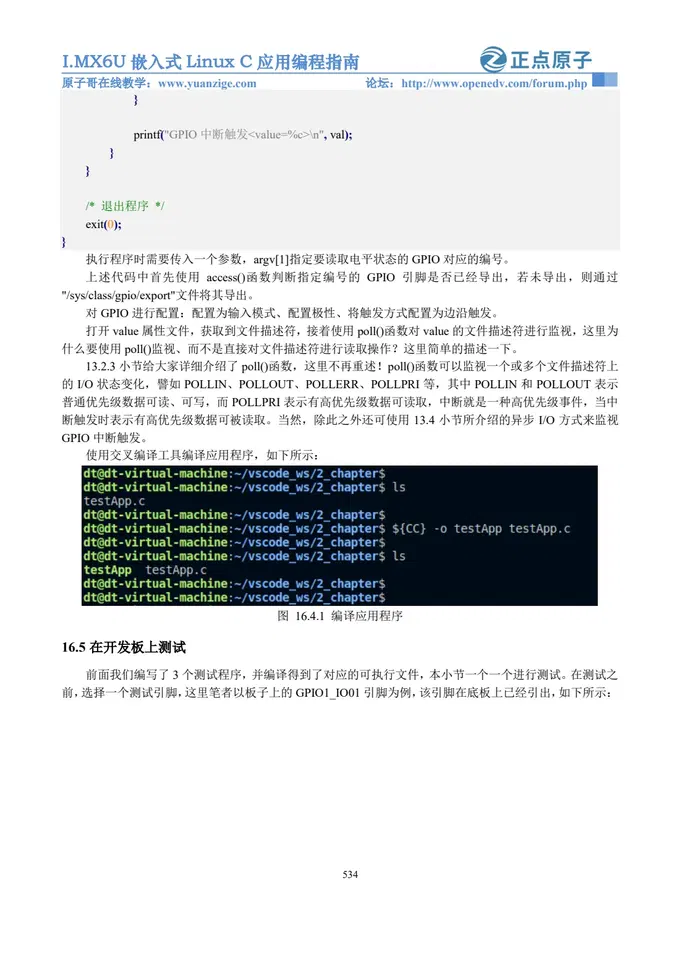 I.MX6U 嵌入式 Linux C 应用编程指南
正点原子
原子哥在线教学：www.yuanzige.com
论坛：http://www.openedv.com/forum.php
}
printf("GPIO 中断触发<value=%c>\n", val);
}
}
/* 退出程序 */
exit(0);
}
执行程序时需要传入一个参数，argv[1]指定要读取电平状态的 GPIO 对应的编号。
上述代码中首先使用 access()函数判断指定编号的 GPIO 引脚是否已经导出，若未导出，则通过
"/sys/class/gpio/export"文件将其导出。
对 GPIO 进行配置：配置为输入模式、配置极性、将触发方式配置为边沿触发。
打开 value 属性文件，获取到文件描述符，接着使用 poll()函数对 value 的文件描述符进行监视，这里为
什么要使用 poll()监视、而不是直接对文件描述符进行读取操作？这里简单的描述一下。
13.2.3 小节给大家详细介绍了 poll()函数，这里不再重述！poll()函数可以监视一个或多个文件描述符上
的 I/O 状态变化，譬如 POLLIN、POLLOUT、POLLERR、POLLPRI 等，其中 POLLIN 和 POLLOUT 表示
普通优先级数据可读、可写，而 POLLPRI 表示有高优先级数据可读取，中断就是一种高优先级事件，当中
断触发时表示有高优先级数据可被读取。当然，除此之外还可使用 13.4 小节所介绍的异步 I/O 方式来监视
GPIO 中断触发。
使用交叉编译工具编译应用程序，如下所示：
dt@dt-virtual-machine:~/vscode_ws/2_chapter$
dt@dt-virtual-machine:~/vscode_ws/2_chapter$ ls
testApp.c
dt@dt-virtual-machine:~/vscode_ws/2_chapter$
dt@dt-virtual-machine:~/vscode_ws/2_chapter$ ${CC} -o testApp testApp.c
dt@dt-virtual-machine:~/vscode_ws/2_chapter$
dt@dt-virtual-machine:~/vscode_ws/2_chapter$ ls
testApp testApp.c
dt@dt-virtual-machine:~/vscode_ws/2_chapter$
dt@dt-virtual-machine:~/vscode_ws/2_chapter$
图 16.4.1 编译应用程序
16.5 在开发板上测试
前面我们编写了 3 个测试程序，并编译得到了对应的可执行文件，本小节一个一个进行测试。在测试之
前，选择一个测试引脚，这里笔者以板子上的 GPIO1_IO01 引脚为例，该引脚在底板上已经引出，如下所示：
534